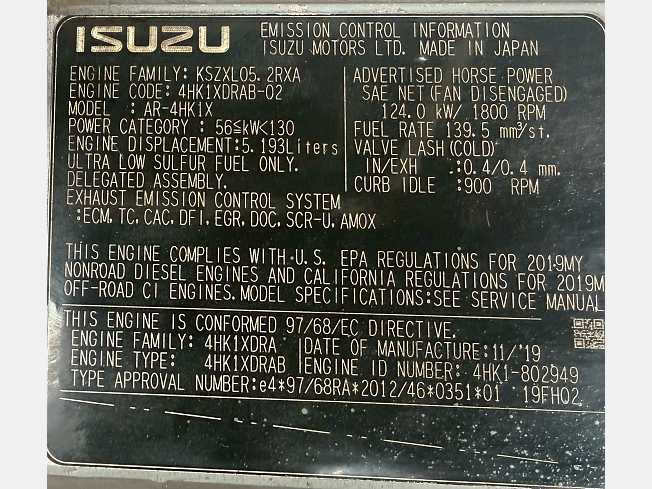 ISUZU
EMISSION CONTROL INFORMATION
ISUZU MOTORS LTD. MADE IN JAPAN
ENGINE FAMILY: KSZXL05.2RXA
ENGINE CODE: 4HK1XDRAB-02
MODEL : AR-4HK1X
POWER CATEGORY : 56≦kW<130
ENGINE DISPLACEMENT:5.193Liters
ULTRA LOW SULFUR FUEL ONLY.
DELEGATED ASSEMBLY.
EXHAUST EMISSION CONTROL SYSTEM
:ECM, TC, CAC, DFI, EGR, DOC, SCR-U, AMOX
ADVERTISED HORSE POWER
SAE NET (FAN DISENGAGED)
124.0 kW/ 1800 RPM
FUEL RATE 139.5 mm³/st.
VALVE LASH (COLD)
IN/EXH :0.4/0.4 mm.
CURB IDLE :900 RPM
THIS ENGINE COMPLIES WITH U.S. EPA REGULATIONS FOR 2019MY
NONROAD DIESEL ENGINES AND CALIFORNIA REGULATIONS FOR 2019M
OFF-ROAD CI ENGINES. MODEL SPECIFICATIONS:SEE SERVICE MANUAL
THIS ENGINE IS CONFORMED 97/68/EC DIRECTIVE.
ENGINE FAMILY: 4HK1XDRA DATE OF MANUFACTURE:11/'19
ENGINE TYPE: 4HK1XDRAB ENGINE ID NUMBER: 4HK1-802949
TYPE APPROVAL NUMBER:e4*97/68RA*2012/46*0351*01 19FH02